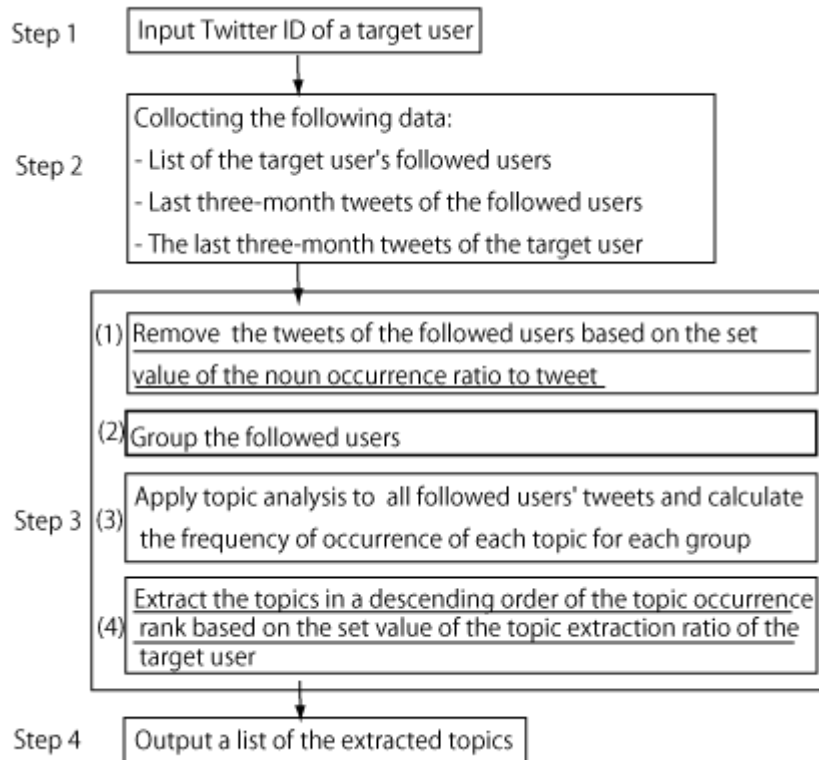 Step 1
Input Twitter ID of a target user
Step 2
Collocting the following data:
- List of the target user's followed users
- Last three-month tweets of the followed users
- The last three-month tweets of the target user
Step 3
(1) Remove the tweets of the followed users based on the set
value of the noun occurrence ratio to tweet
(2) Group the followed users
(3) Apply topic analysis to all followed users' tweets and calculate
the frequency of occurrence of each topic for each group
(4) Extract the topics in a descending order of the topic occurrence
rank based on the set value of the topic extraction ratio of the
target user
Step 4
Output a list of the extracted topics